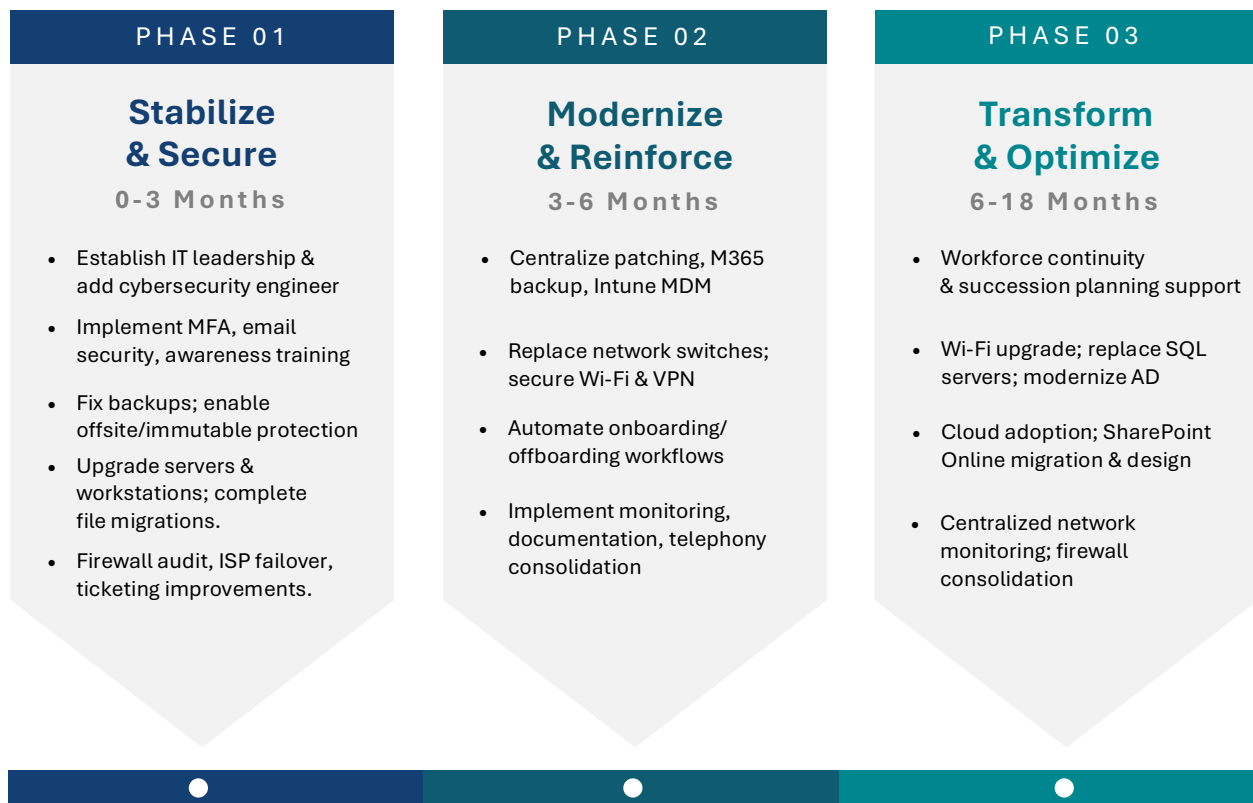 PHASE 01
Stabilize
& Secure
0-3 Months
• Establish IT leadership &
add cybersecurity engineer
• Implement MFA, email
security, awareness training
• Fix backups; enable
offsite/immutable protection
• Upgrade servers &
workstations; complete
file migrations.
• Firewall audit, ISP failover,
ticketing improvements.
PHASE 02
Modernize
& Reinforce
3-6 Months
• Centralize patching, M365
backup, Intune MDM
• Replace network switches;
secure Wi-Fi & VPN
• Automate onboarding/
offboarding workflows
• Implement monitoring,
documentation, telephony
consolidation
PHASE 03
Transform
& Optimize
6-18 Months
• Workforce continuity
& succession planning support
• Wi-Fi upgrade; replace SQL
servers; modernize AD
• Cloud adoption; SharePoint
Online migration & design
• Centralized network
monitoring; firewall
consolidation